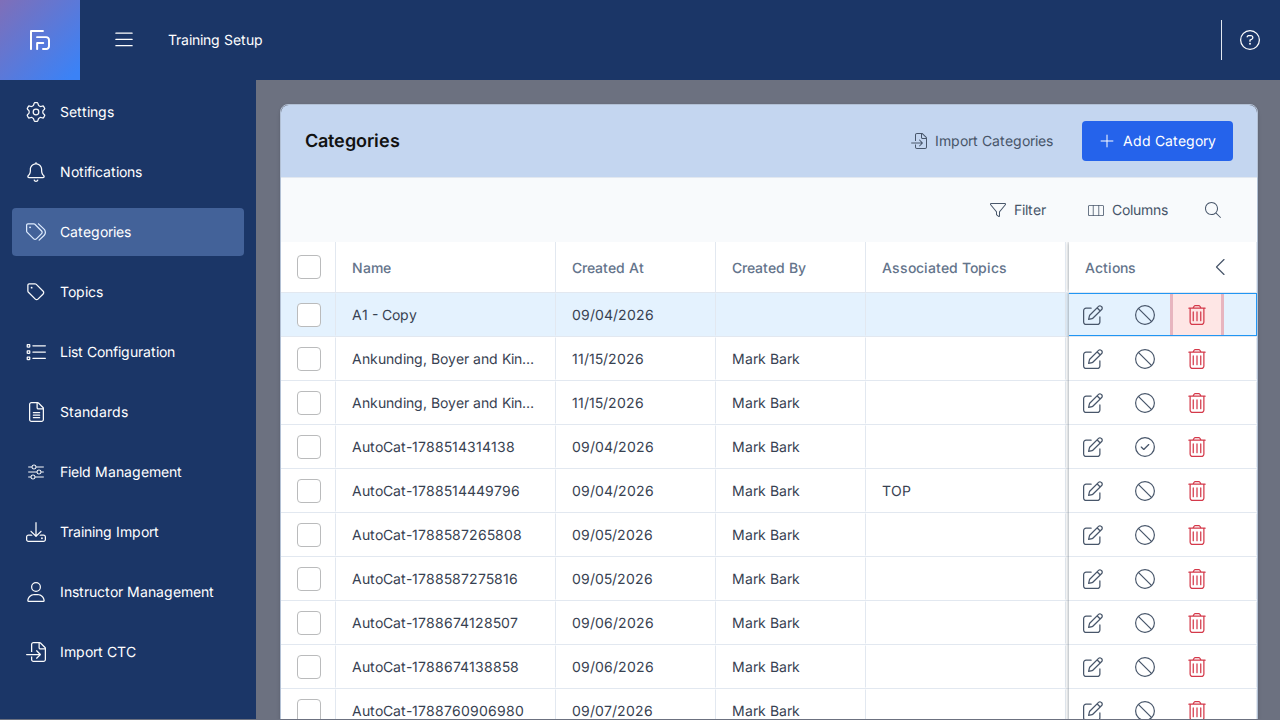 Training Setup
Settings
Notifications
Categories
Topics
List Configuration
Standards
Field Management
Training Import
Instructor Management
Import CTC
Categories
Import Categories
Add Category
Filter
Columns
Name Created At Created By Associated Topics Actions
A1 - Copy 09/04/2026
Ankunding, Boyer and Kin... 11/15/2026 Mark Bark
Ankunding, Boyer and Kin... 11/15/2026 Mark Bark
AutoCat-1788514314138 09/04/2026 Mark Bark
AutoCat-1788514449796 09/04/2026 Mark Bark TOP
AutoCat-1788587265808 09/05/2026 Mark Bark
AutoCat-1788587275816 09/05/2026 Mark Bark
AutoCat-1788674128507 09/06/2026 Mark Bark
AutoCat-1788674138858 09/06/2026 Mark Bark
AutoCat-1788760906980 09/07/2026 Mark Bark